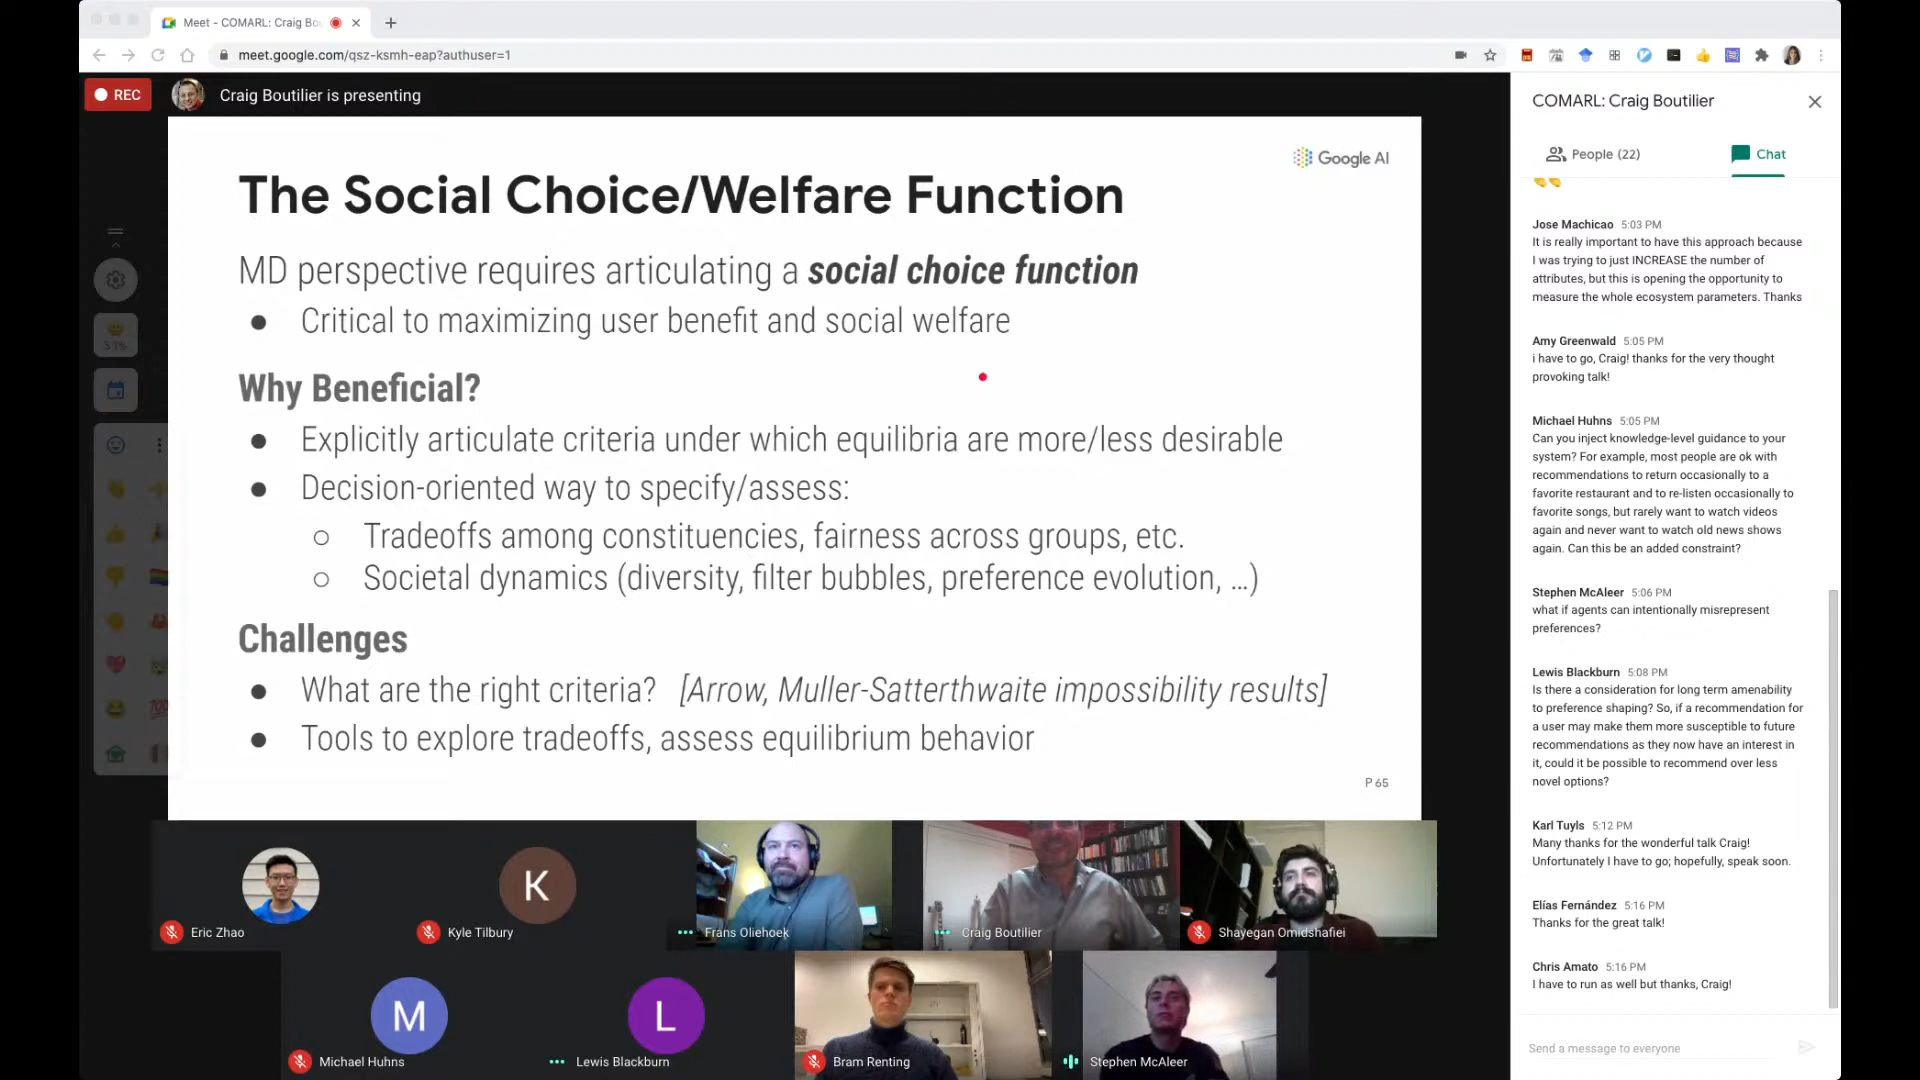 Meet - COMARL: Craig Bo
meet.google.com/qsz-ksmh-eap?authuser=1
REC
Craig Boutilier is presenting
Google AI
The Social Choice/Welfare Function
MD perspective requires articulating a social choice function
● Critical to maximizing user benefit and social welfare
Why Beneficial?
● Explicitly articulate criteria under which equilibria are more/less desirable
● Decision-oriented way to specify/assess:
○ Tradeoffs among constituencies, fairness across groups, etc.
○ Societal dynamics (diversity, filter bubbles, preference evolution, ...)
Challenges
● What are the right criteria? [Arrow, Muller-Satterthwaite impossibility results]
● Tools to explore tradeoffs, assess equilibrium behavior
P 65
K
Eric Zhao
Kyle Tilbury
Frans Oliehoek
Craig Boutilier
Shayegan Omidshafiei
M
L
Michael Huhns
Lewis Blackburn
Bram Renting
Stephen McAleer
COMARL: Craig Boutilier
People (22)
Chat
Jose Machicao 5:03 PM
It is really important to have this approach because
I was trying to just INCREASE the number of
attributes, but this is opening the opportunity to
measure the whole ecosystem parameters. Thanks
Amy Greenwald 5:05 PM
i have to go, Craig! thanks for the very thought
provoking talk!
Michael Huhns 5:05 PM
Can you inject knowledge-level guidance to your
system? For example, most people are ok with
recommendations to return occasionally to a
favorite restaurant and to re-listen occasionally to
favorite songs, but rarely want to watch videos
again and never want to watch old news shows
again. Can this be an added constraint?
Stephen McAleer 5:06 PM
what if agents can intentionally misrepresent
preferences?
Lewis Blackburn 5:08 PM
Is there a consideration for long term amenability
to preference shaping? So, if a recommendation for
a user may make them more susceptible to future
recommendations as they now have an interest in
it, could it be possible to recommend over less
novel options?
Karl Tuyls 5:12 PM
Many thanks for the wonderful talk Craig!
Unfortunately I have to go; hopefully, speak soon.
Elías Fernández 5:16 PM
Thanks for the great talk!
Chris Amato 5:16 PM
I have to run as well but thanks, Craig!
Send a message to everyone